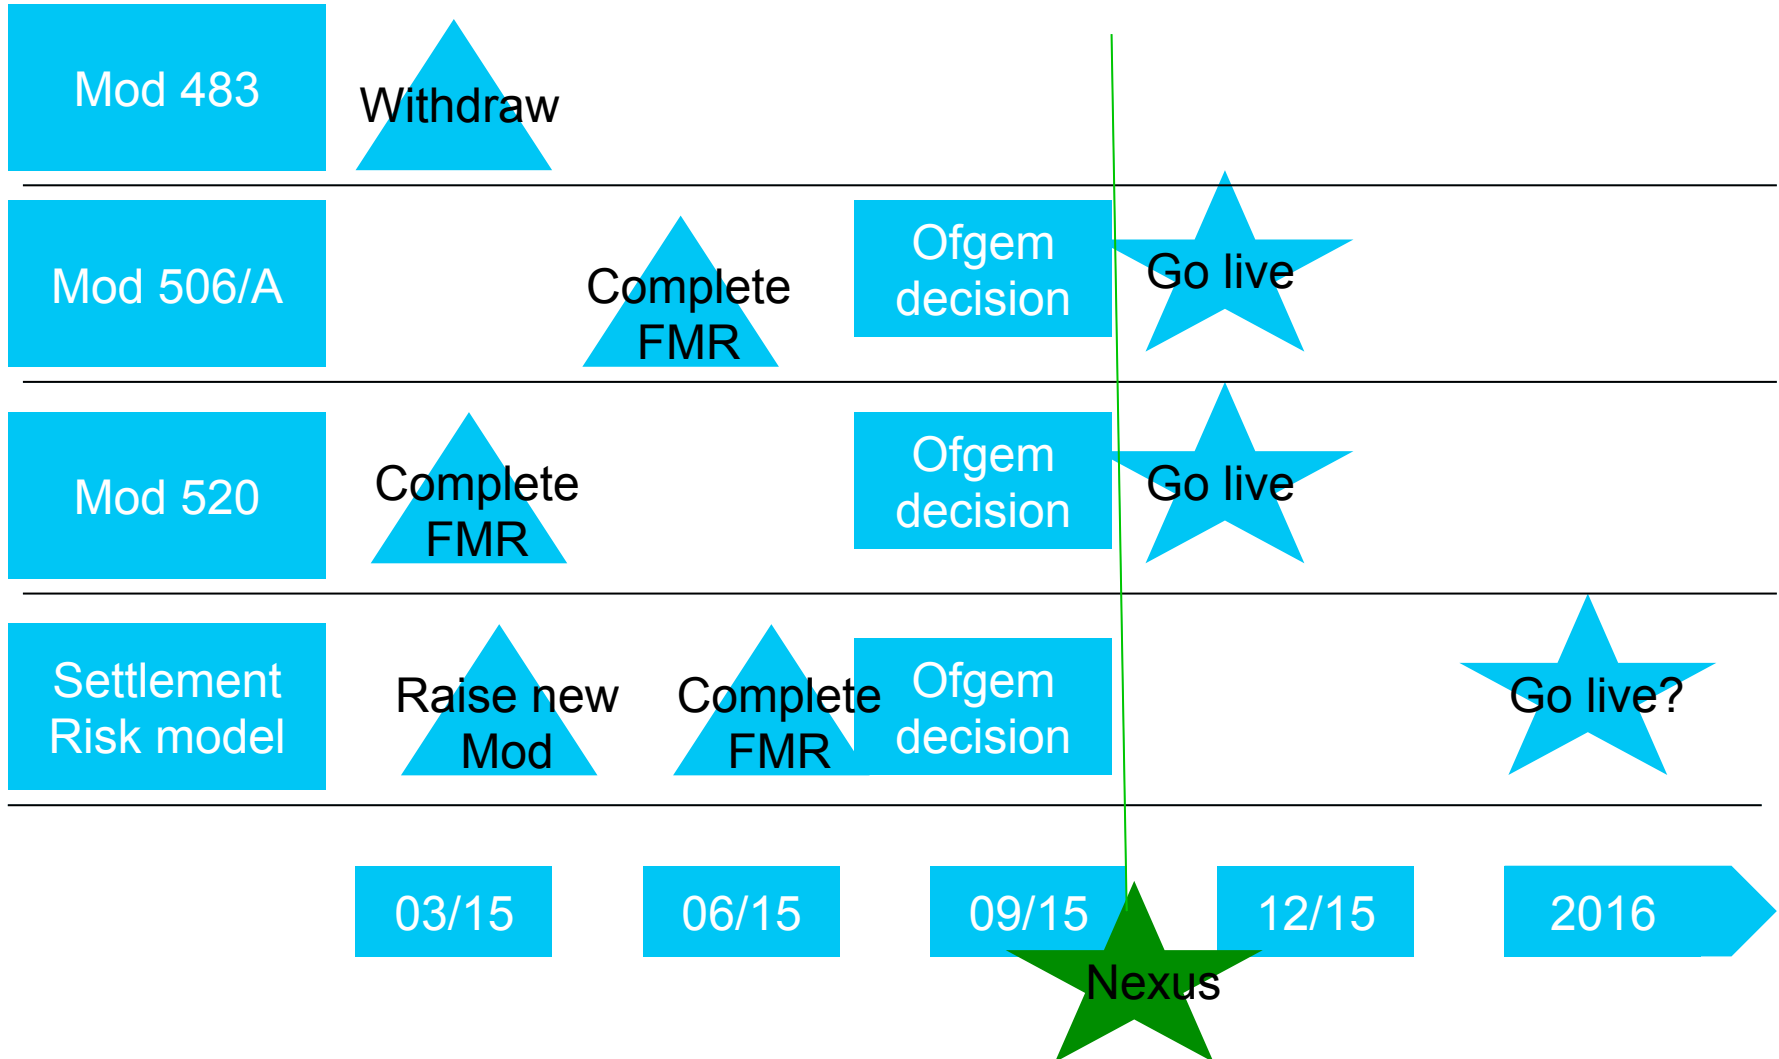 Mod 483
Withdraw
Mod 506/A
Complete
FMR
Ofgem
decision
Go live
Mod 520
Complete
FMR
Ofgem
decision
Go live
Settlement
Risk model
Raise new
Mod
Complete
FMR
Ofgem
decision
Go live?
03/15
06/15
09/15
12/15
2016
Nexus